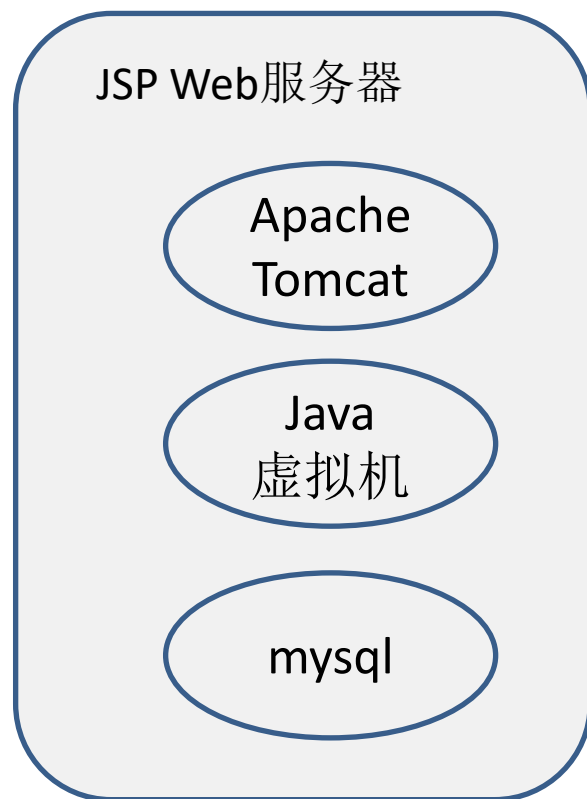 JSP Web服务器
Apache
Tomcat
Java
虚拟机
mysql